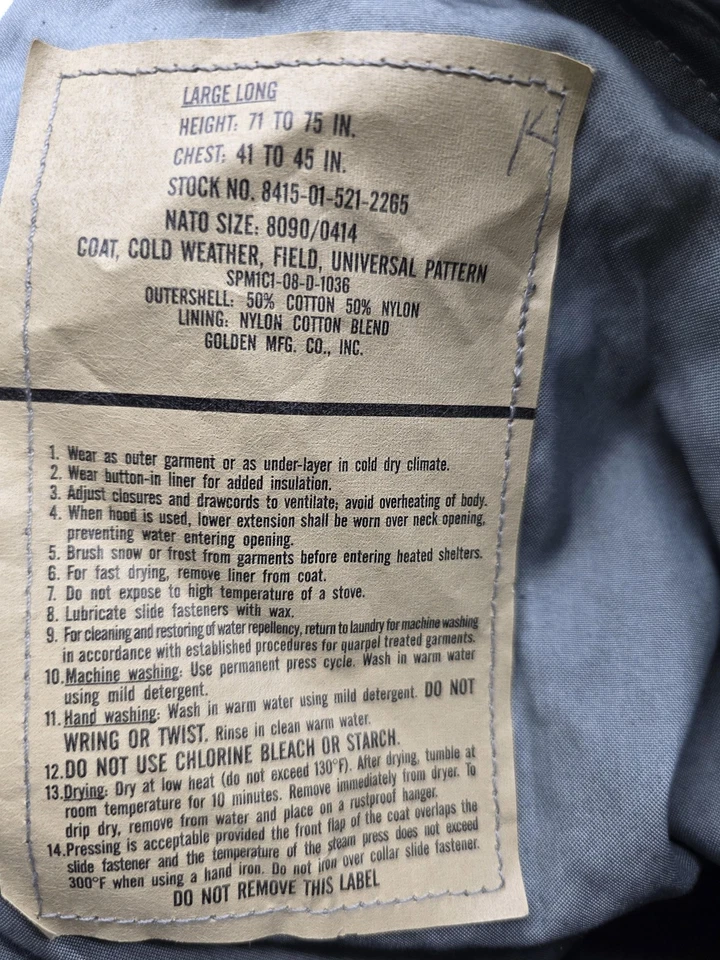 LARGE LONG
HEIGHT: 71 TO 75 IN.
CHEST: 41 TO 45 IN.
STOCK NO. 8415-01-521-2265
NATO SIZE: 8090/0414
COAT, COLD WEATHER, FIELD, UNIVERSAL PATTERN
SPM1C1-08-D-1036
OUTERSHELL: 50% COTTON 50% NYLON
LINING: NYLON COTTON BLEND
GOLDEN MFG. CO., INC.
1. Wear as outer garment or as under-layer in cold dry climate.
2. Wear button-in liner for added insulation.
3. Adjust closures and drawcords to ventilate; avoid overheating of body.
4. When hood is used, lower extension shall be worn over neck opening,
preventing water entering opening.
5. Brush snow or frost from garments before entering heated shelters.
6. For fast drying, remove liner from coat.
7. Do not expose to high temperature of a stove.
8. Lubricate slide fasteners with wax.
9. For cleaning and restoring of water repellency, return to laundry for machine washing
in accordance with established procedures for quarpel treated garments.
10. Machine washing: Use permanent press cycle. Wash in warm water
using mild detergent.
11. Hand washing: Wash in warm water using mild detergent. DO NOT
WRING OR TWIST. Rinse in clean warm water.
12. DO NOT USE CHLORINE BLEACH OR STARCH.
13. Drying: Dry at low heat (do not exceed 130°F). After drying, tumble at
room temperature for 10 minutes. Remove immediately from dryer. To
drip dry, remove from water and place on a rustproof hanger.
14. Pressing is acceptable provided the front flap of the coat overlaps the
slide fastener and the temperature of the steam press does not exceed
300°F when using a hand iron. Do not iron over collar slide fastener.
DO NOT REMOVE THIS LABEL